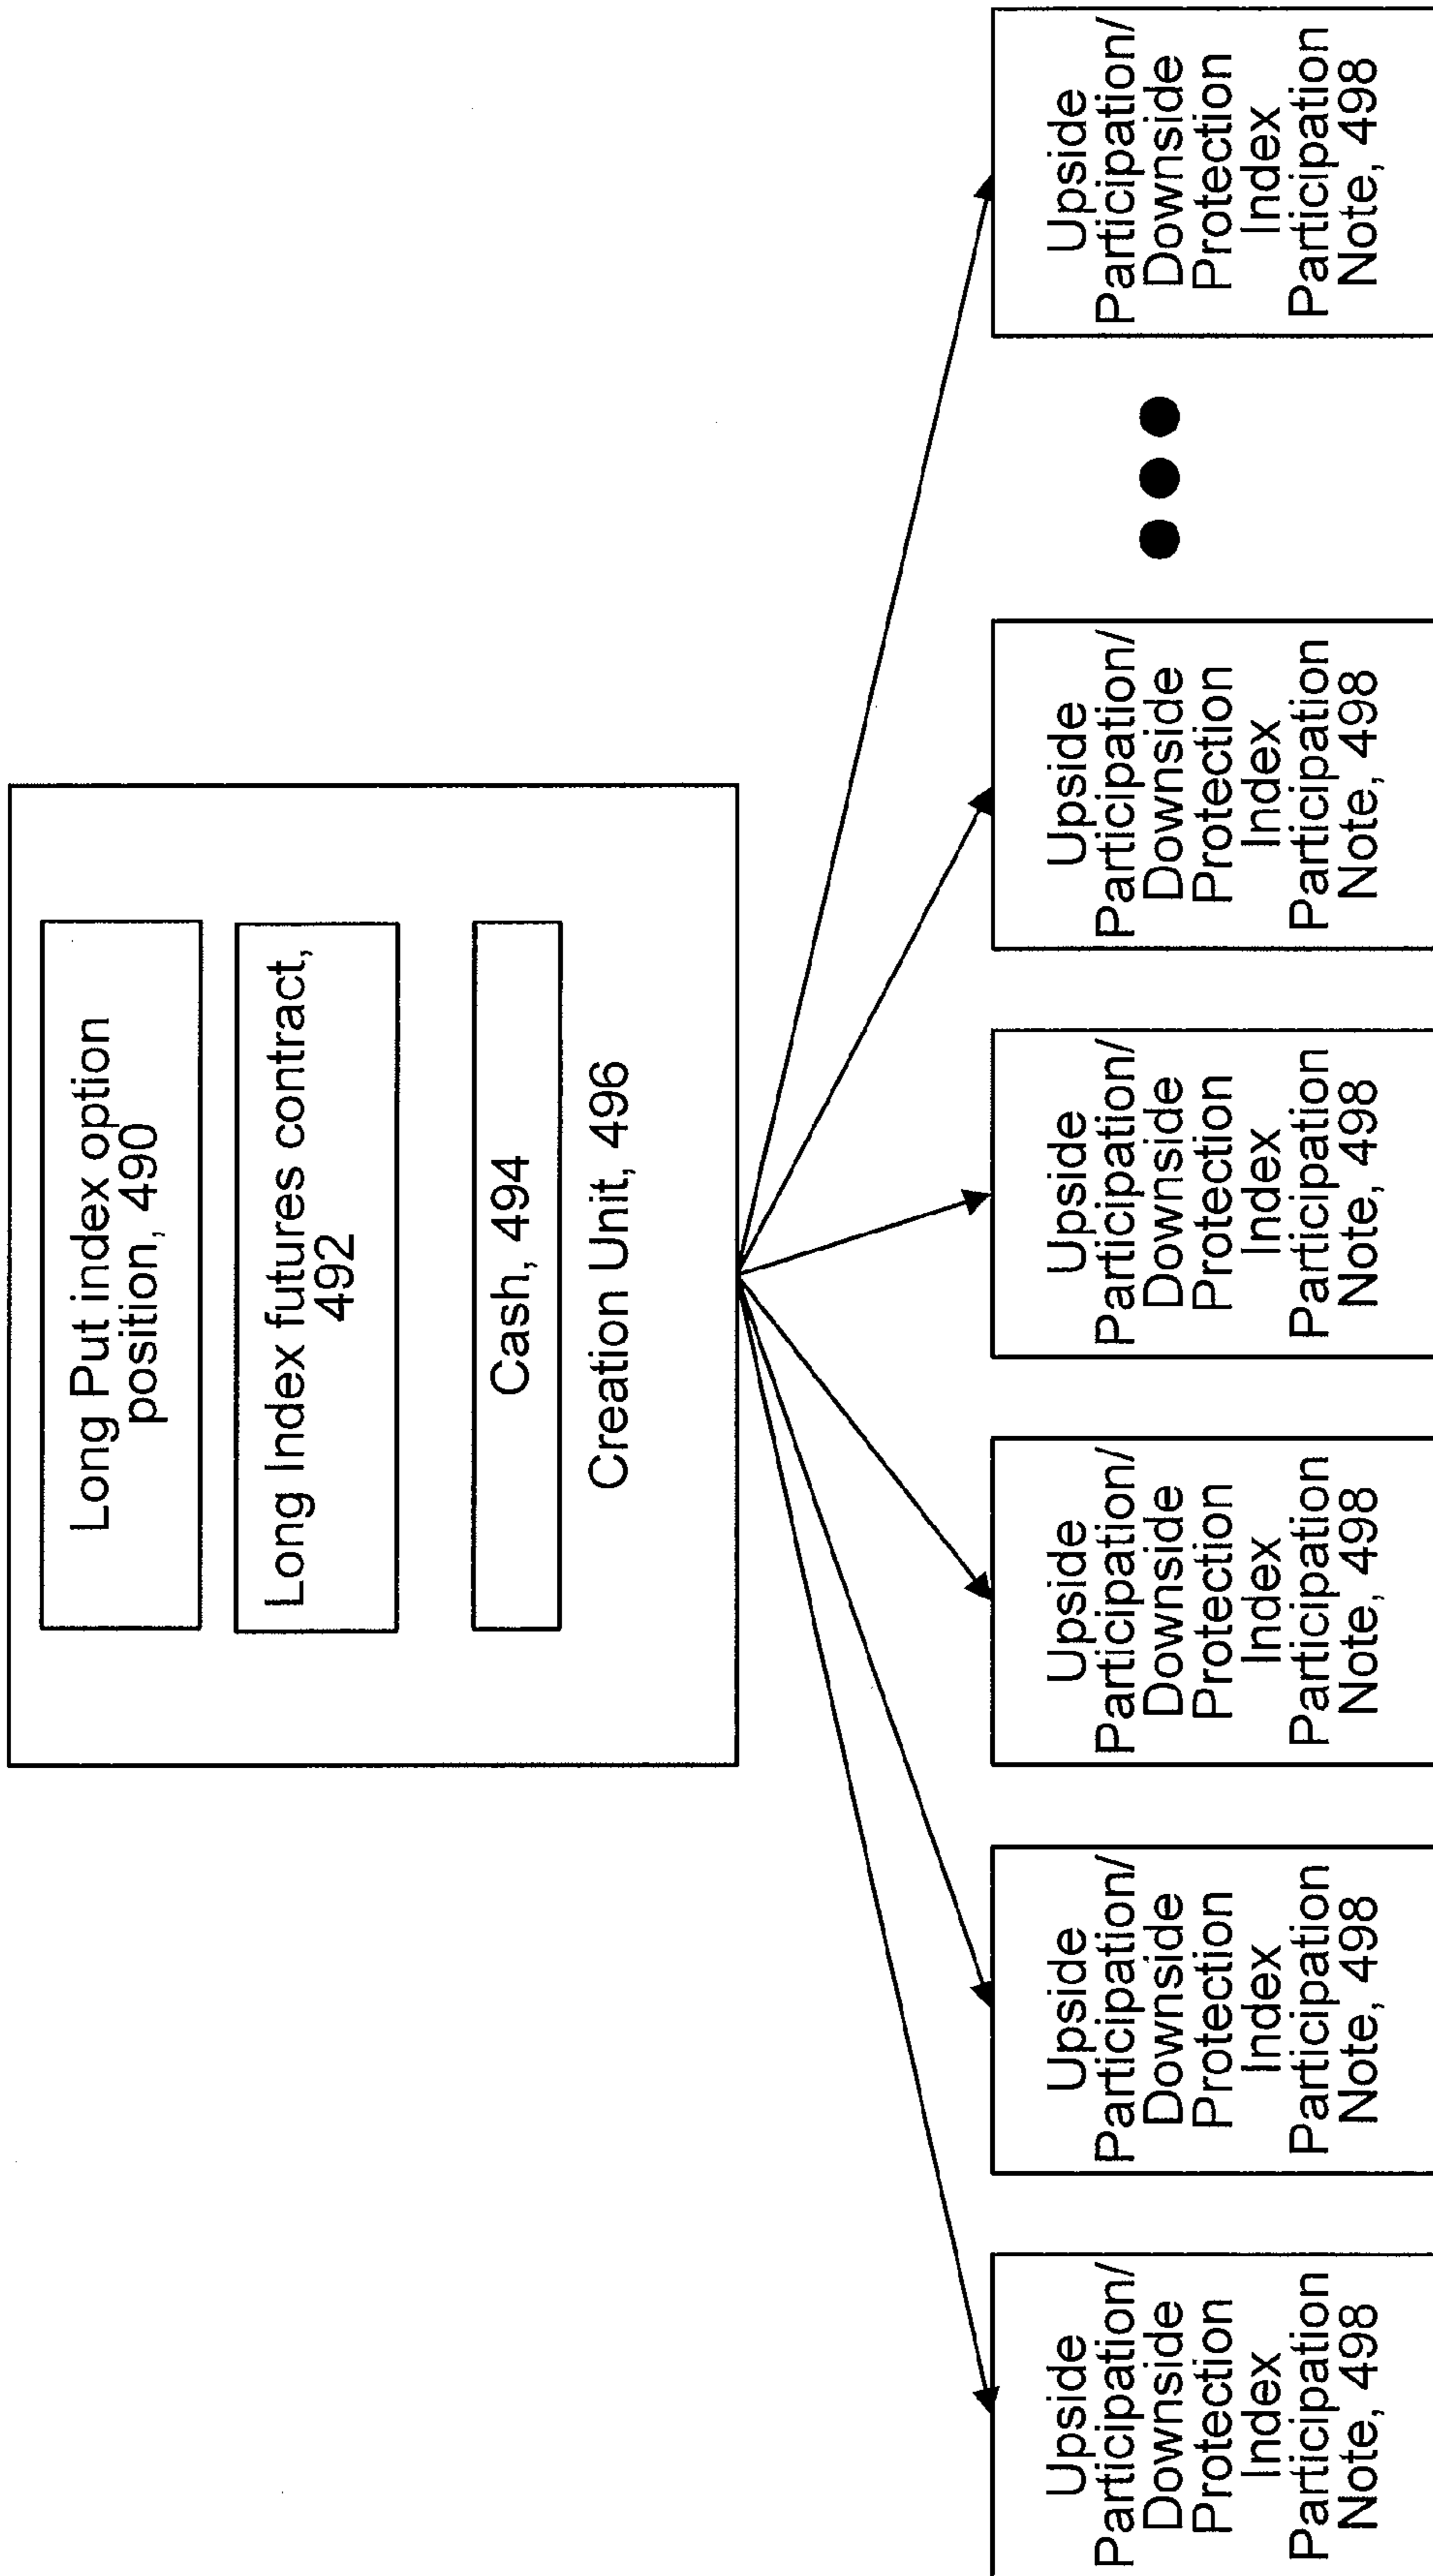 Long Put index option
position, 490
Long Index futures contract,
492
Cash, 494
Creation Unit, 496
Upside
Participation/
Downside
Protection
Index
Participation
Note, 498
Upside
Participation/
Downside
Protection
Index
Participation
Note, 498
Upside
Participation/
Downside
Protection
Index
Participation
Note, 498
Upside
Participation/
Downside
Protection
Index
Participation
Note, 498
Upside
Participation/
Downside
Protection
Index
Participation
Note, 498
Upside
Participation/
Downside
Protection
Index
Participation
Note, 498